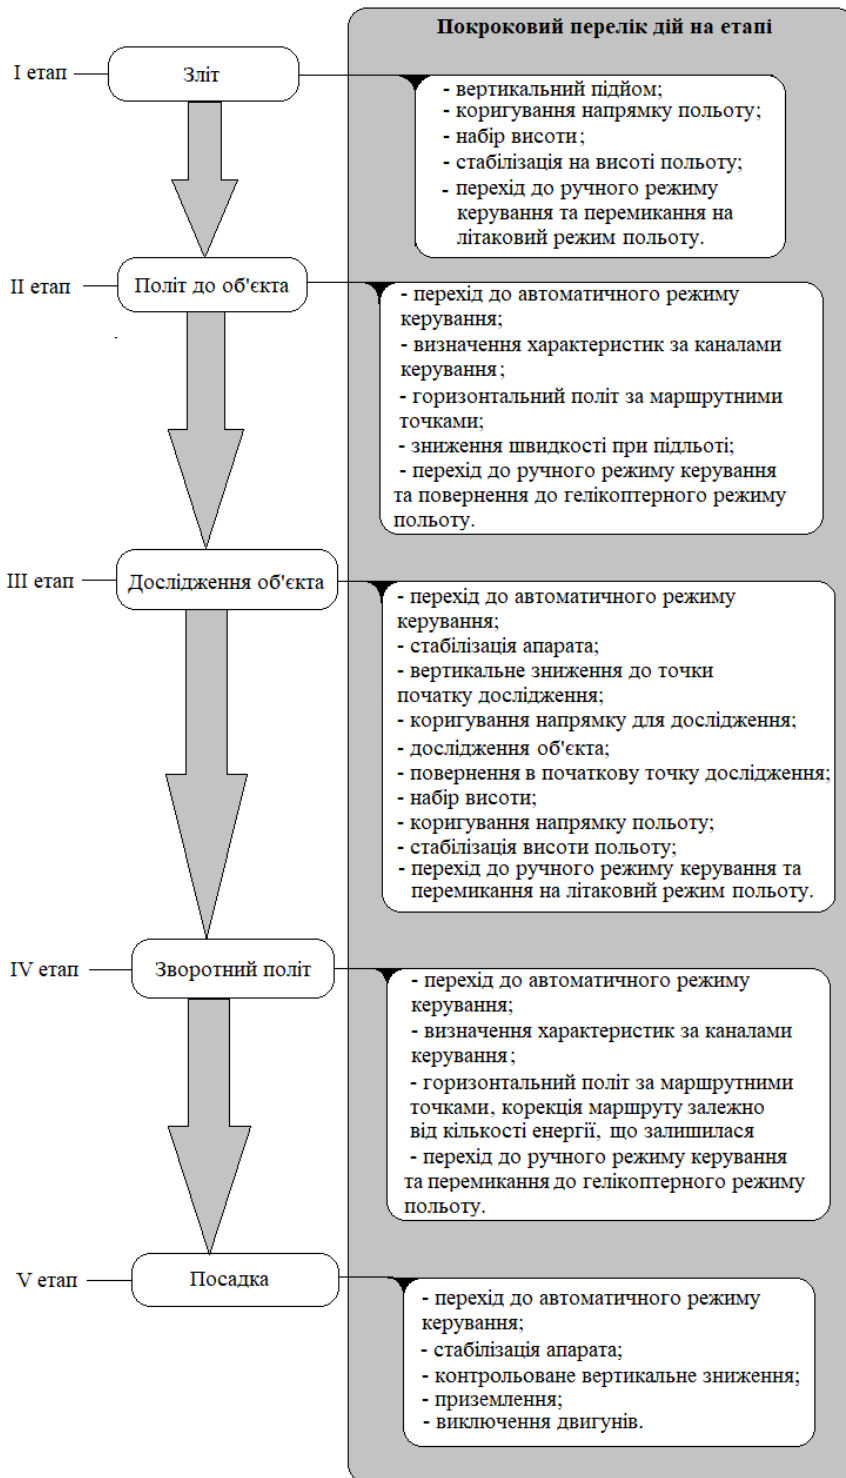 Покроковий перелік дій на етапі
I етап
Зліт
- вертикальний підйом;
- коригування напрямку польоту;
- набір висоти;
- стабілізація на висоті польоту;
- перехід до ручного режиму
керування та перемикання на
літаковий режим польоту.
II етап
Політ до об'єкта
- перехід до автоматичного режиму
керування;
- визначення характеристик за каналами
керування;
- горизонтальний політ за маршрутними
точками;
- зниження швидкості при підльоті;
- перехід до ручного режиму керування
та повернення до гелікоптерного режиму
польоту.
III етап
Дослідження об'єкта
- перехід до автоматичного режиму
керування;
- стабілізація апарата;
- вертикальне зниження до точки
початку дослідження;
- коригування напрямку для дослідження;
- дослідження об'єкта;
- повернення в початкову точку дослідження;
- набір висоти;
- коригування напрямку польоту;
- стабілізація висоти польоту;
- перехід до ручного режиму керування та
перемикання на літаковий режим польоту.
IV етап
Зворотний політ
- перехід до автоматичного режиму
керування;
- визначення характеристик за каналами
керування;
- горизонтальний політ за маршрутними
точками, корекція маршруту залежно
від кількості енергії, що залишилася
- перехід до ручного режиму керування
та перемикання до гелікоптерного режиму
польоту.
V етап
Посадка
- перехід до автоматичного режиму
керування;
- стабілізація апарата;
- контрольоване вертикальне зниження;
- приземлення;
- виключення двигунів.